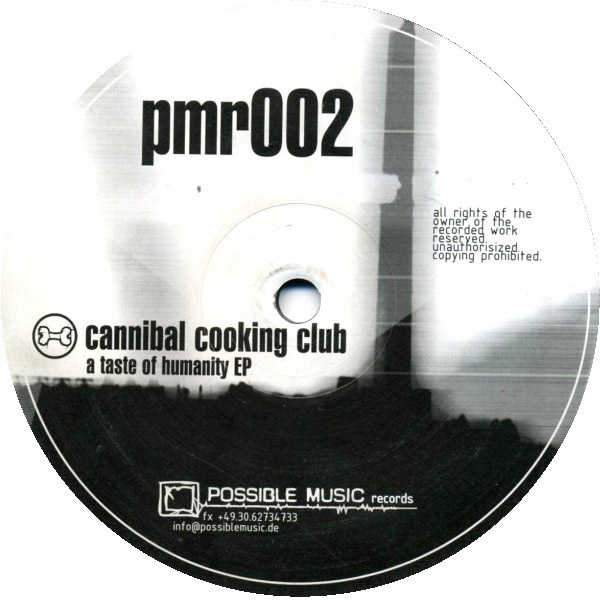 pmr002
all rights of the
owner of the
recorded work
reserved.
unauthorisized
copying prohibited.
cannibal cooking club
a taste of humanity EP
POSSIBLE MUSIC records
fx +49.30.62734733
info@possiblemusic.de